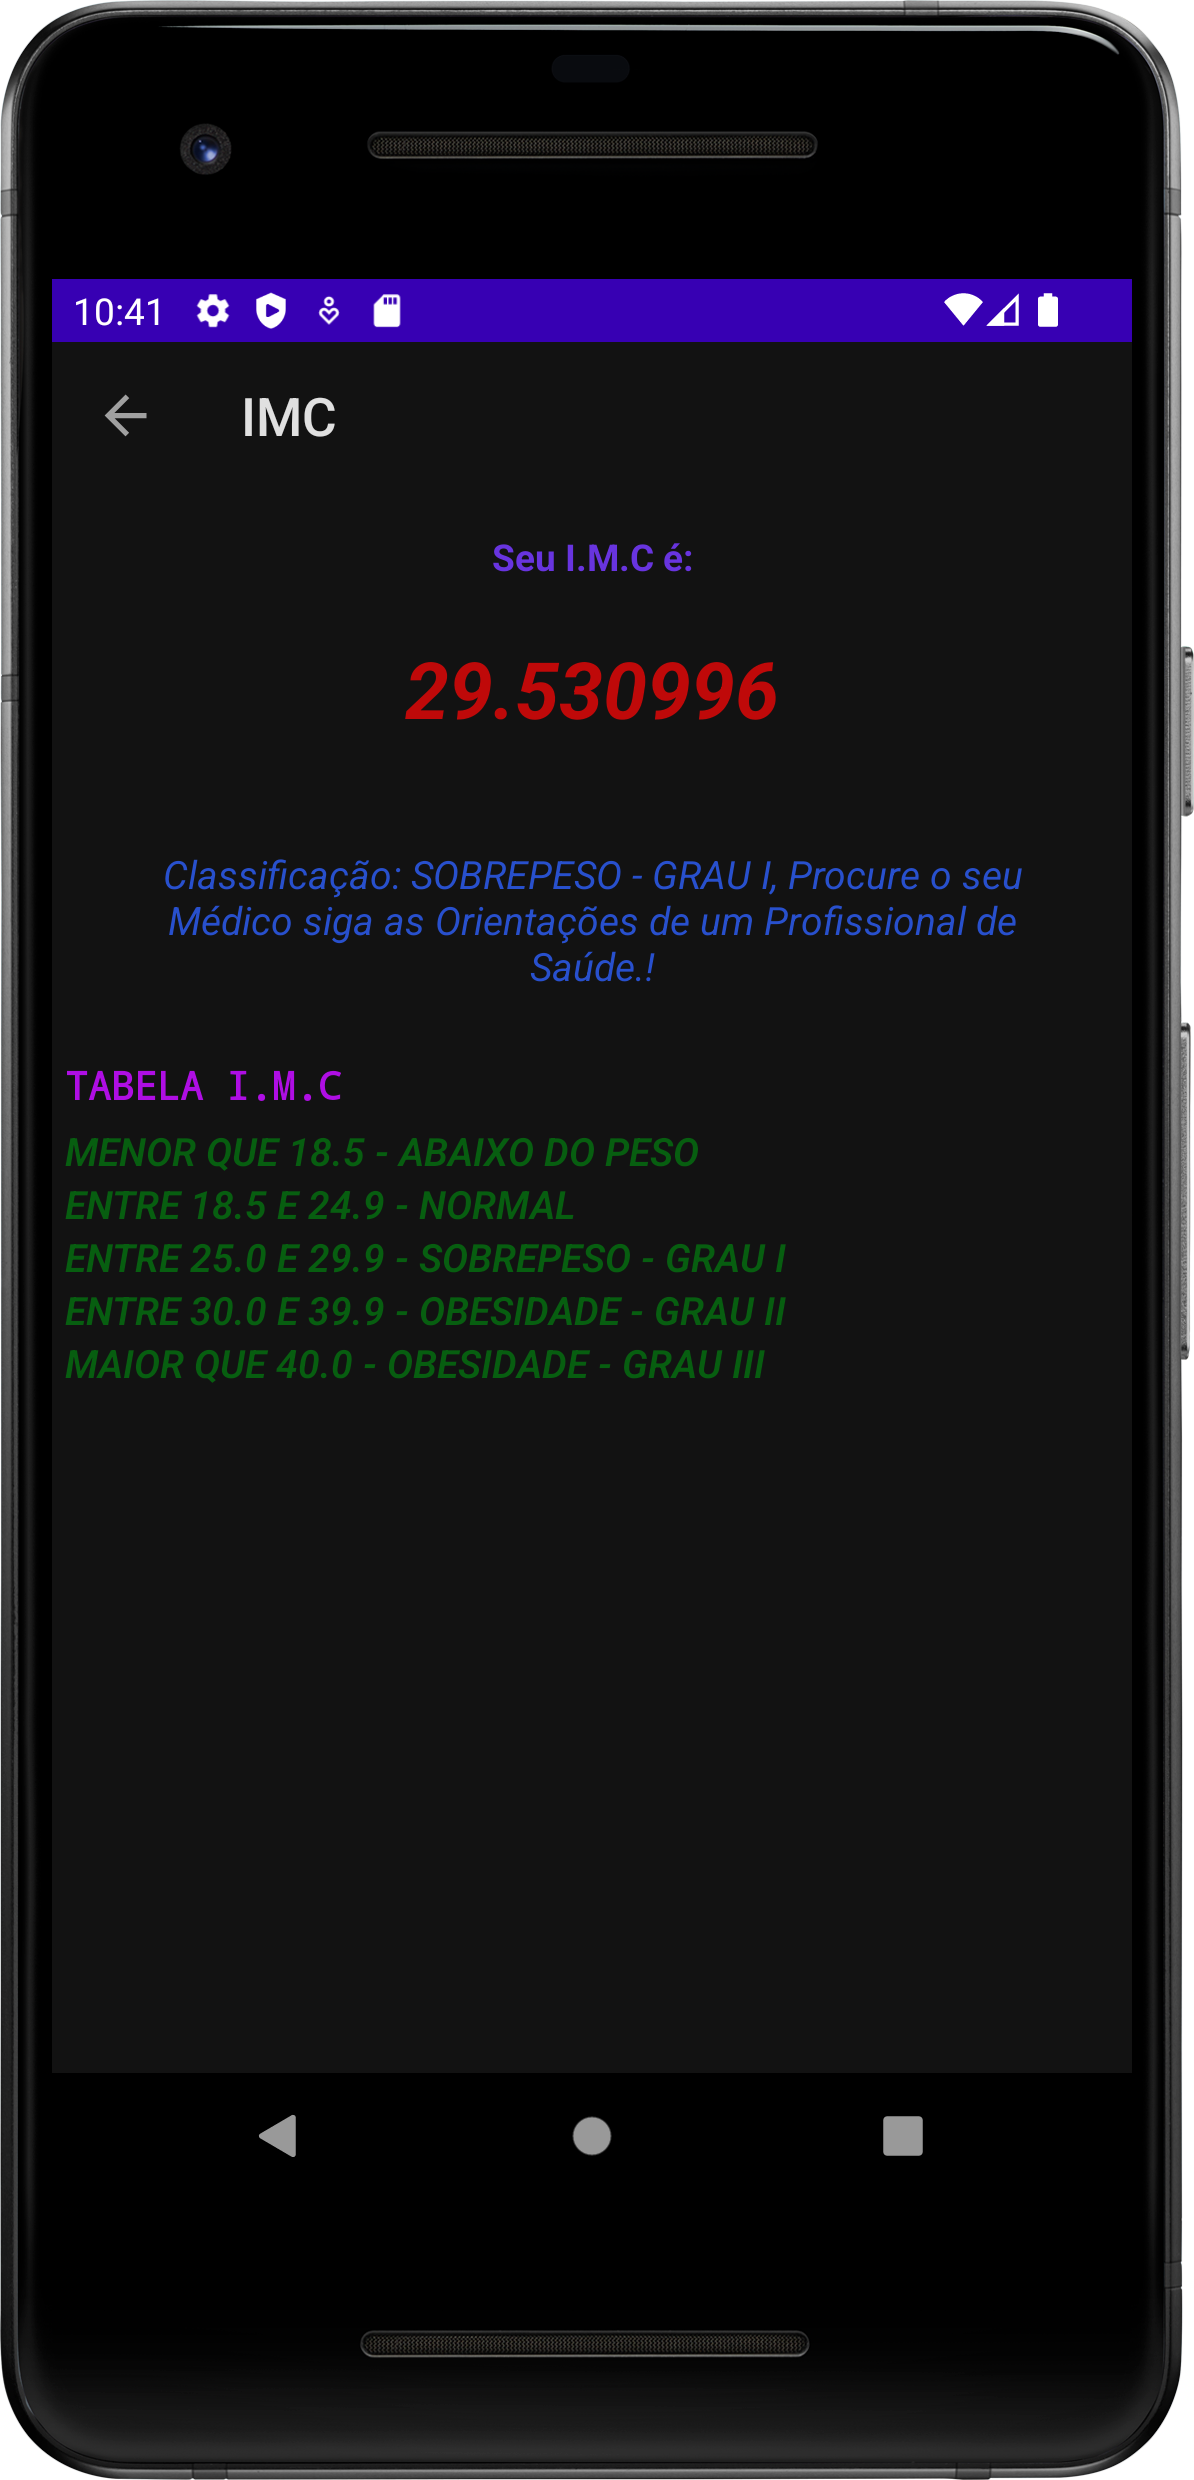 10:41
IMC
Seu I.M.C é:
29.530996
Classificação: SOBREPESO - GRAU I, Procure o seu
Médico siga as Orientações de um Profissional de
Saúde.!
TABELA I.M.C
MENOR QUE 18.5 - ABAIXO DO PESO
ENTRE 18.5 E 24.9 - NORMAL
ENTRE 25.0 E 29.9 - SOBREPESO - GRAU I
ENTRE 30.0 E 39.9 - OBESIDADE - GRAU II
MAIOR QUE 40.0 - OBESIDADE - GRAU III